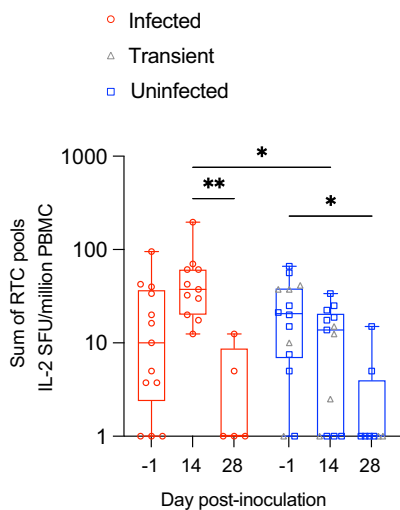 Infected
Transient
Uninfected
*
**
*
1000
100
10
1
Sum of RTC pools
IL-2 SFU/million PBMC
-1 14 28 -1 14 28
Day post-inoculation